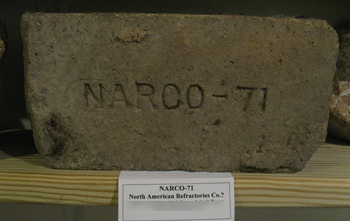 NARCO-71
NARCO-71
North American Refractories Co.?